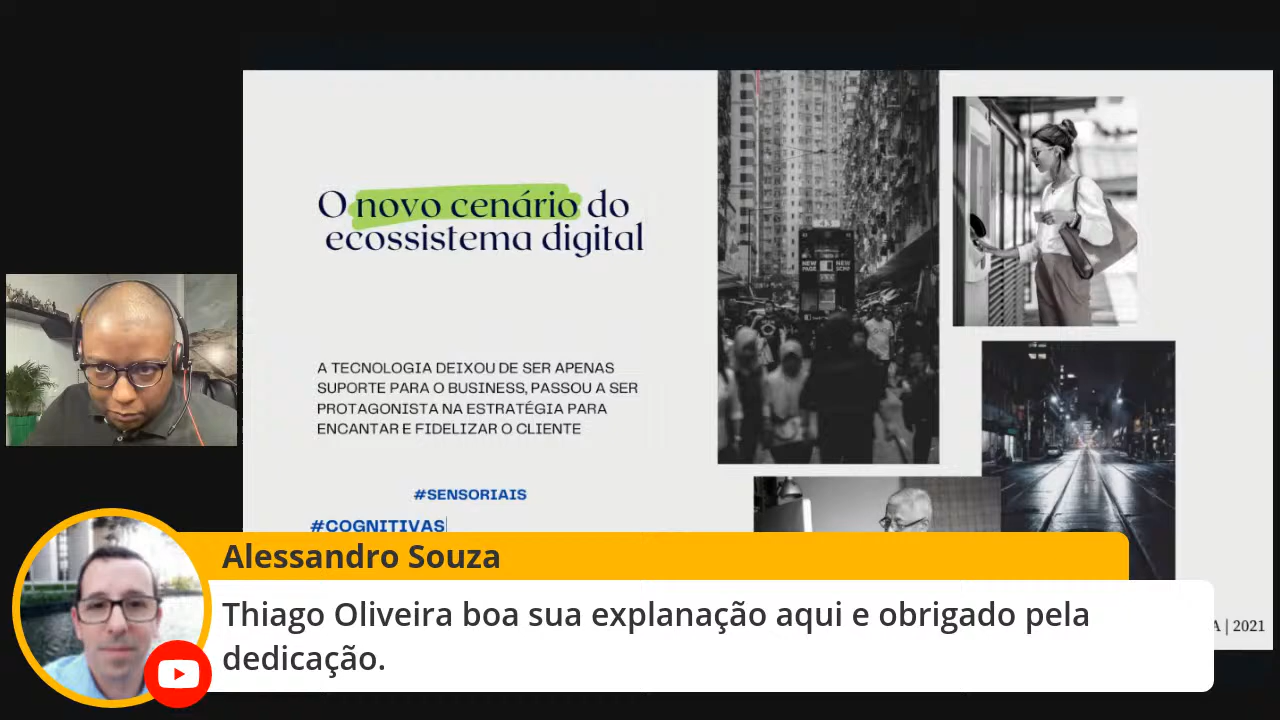 O novo cenário do
ecossistema digital
A TECNOLOGIA DEIXOU DE SER APENAS
SUPORTE PARA O BUSINESS, PASSOU A SER
PROTAGONISTA NA ESTRATÉGIA PARA
ENCANTAR E FIDELIZAR O CLIENTE
#SENSORIAIS
#COGNITIVAS
Alessandro Souza
Thiago Oliveira boa sua explanação aqui e obrigado pela
dedicação.
| 2021